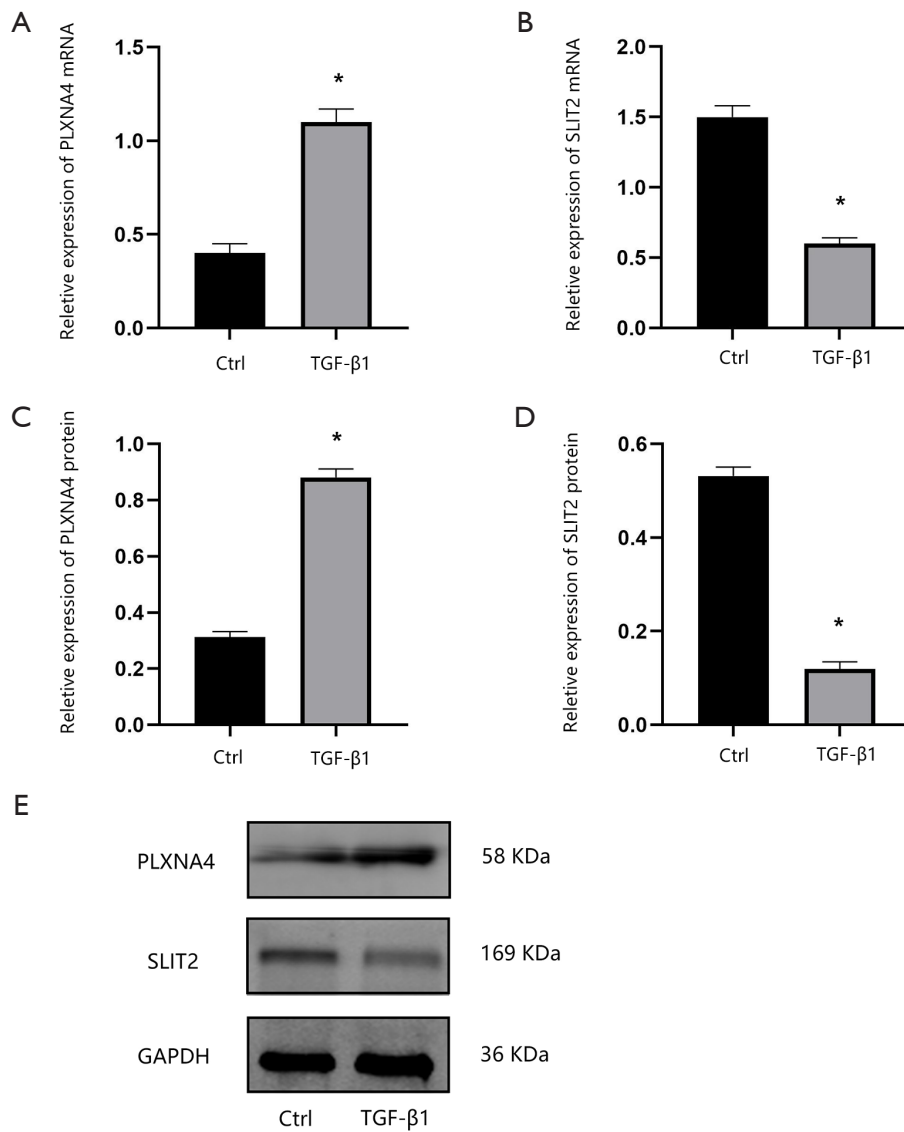 A
Reletive expression of PLXNA4 mRNA
1.5
1.0
0.5
0.0
*
Ctrl
TGF-β1
B
Reletive expression of SLIT2 mRNA
2.0
1.5
1.0
0.5
0.0
*
Ctrl
TGF-β1
C
Reletive expression of PLXNA4 protein
1.0
0.8
0.6
0.4
0.2
0.0
*
Ctrl
TGF-β1
D
Reletive expression of SLIT2 protein
0.6
0.4
0.2
0.0
*
Ctrl
TGF-β1
E
PLXNA4 58 KDa
SLIT2 169 KDa
GAPDH 36 KDa
Ctrl TGF-β1